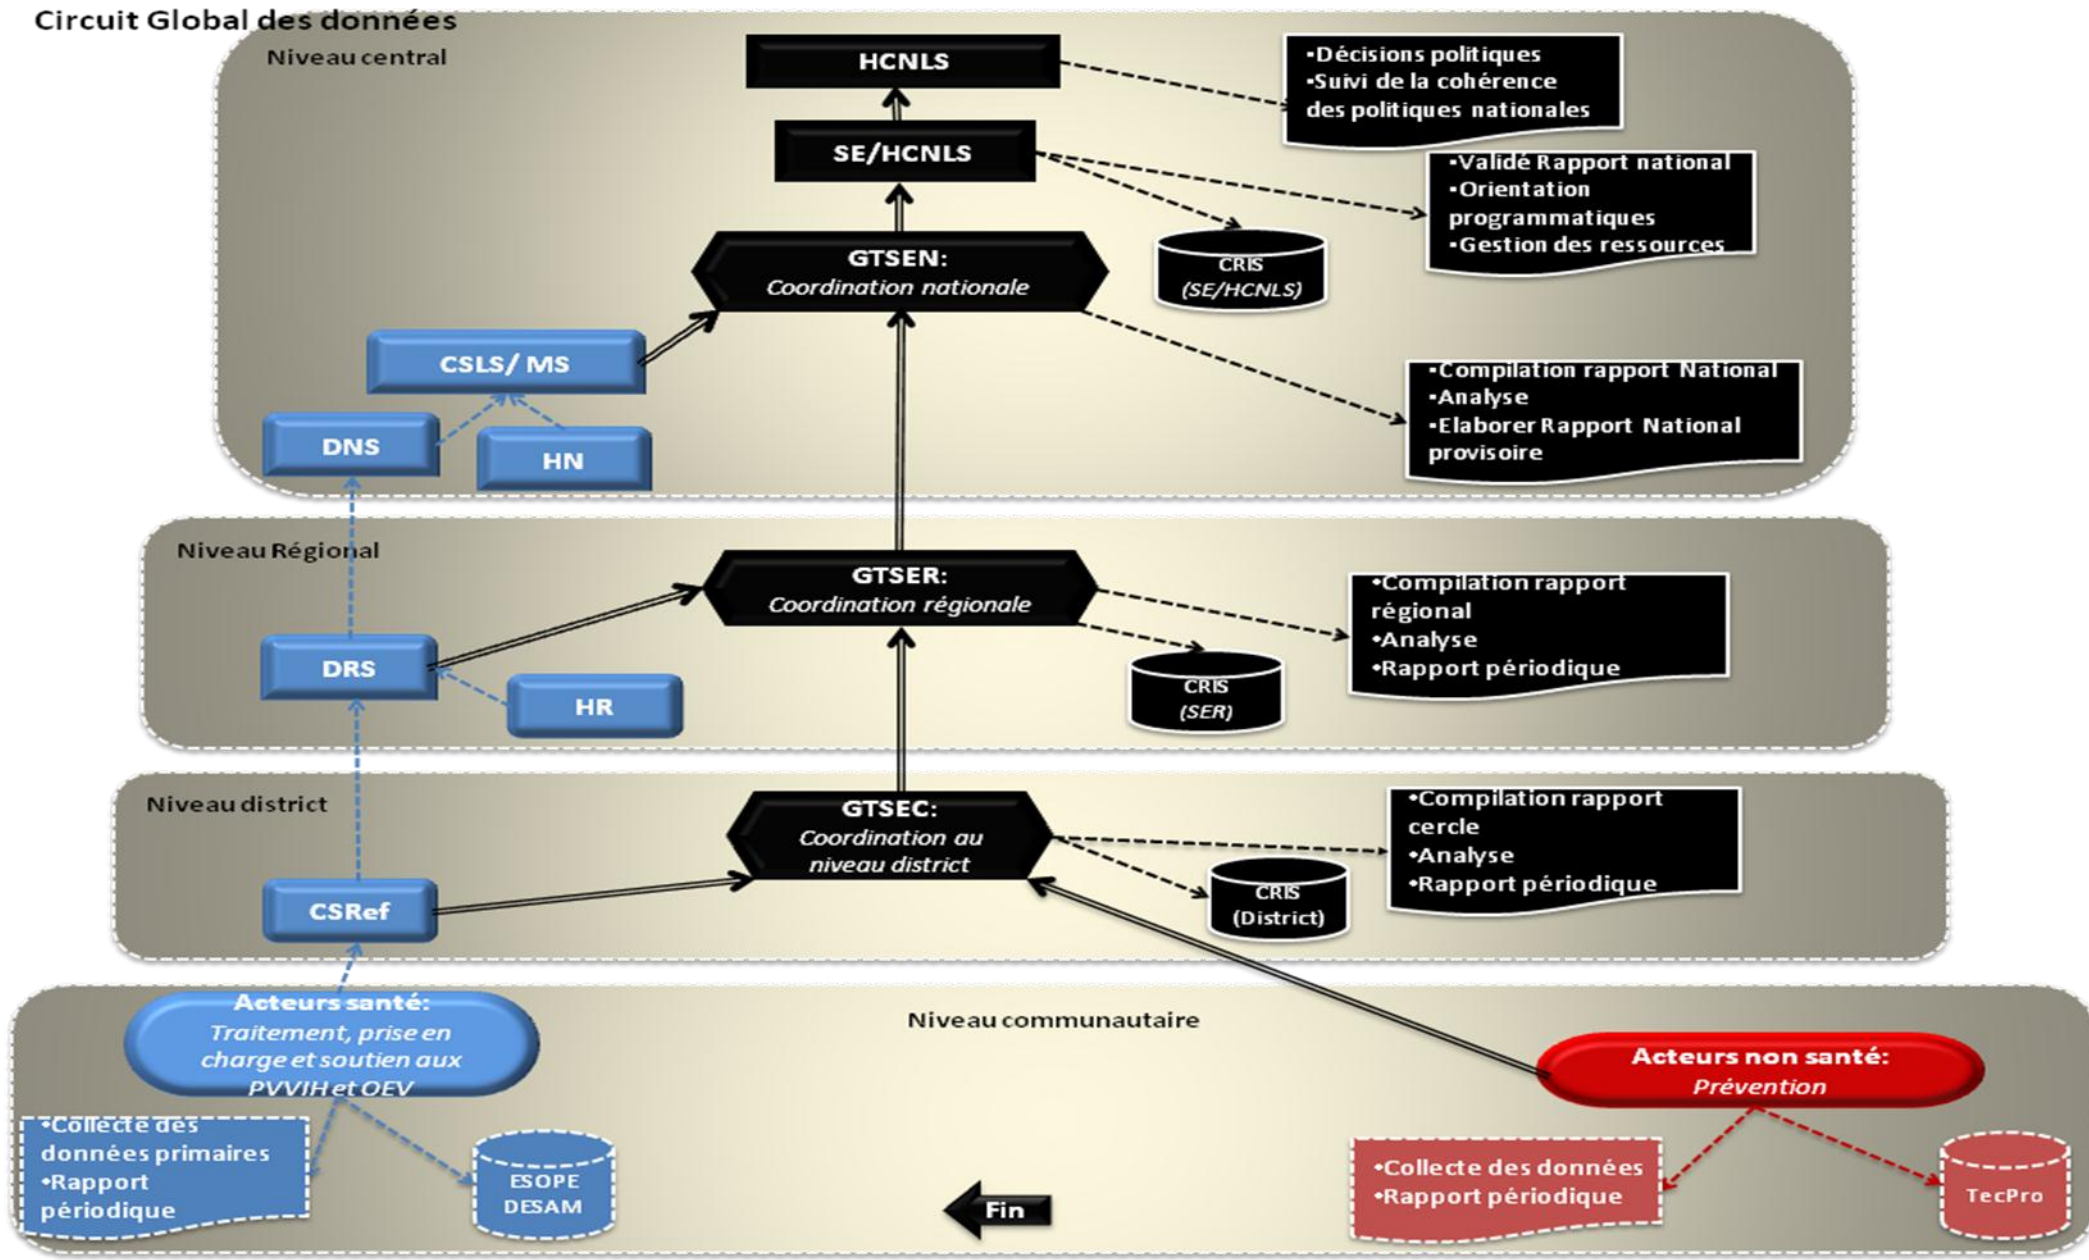 Circuit Global des données
Niveau central
HCNLS
▪Décisions politiques
▪Suivi de la cohérence
des politiques nationales
SE/HCNLS
▪Validé Rapport national
▪Orientation
programmatiques
▪Gestion des ressources
GTSEN:
Coordination nationale
CRIS
(SE/HCNLS)
CSLS/ MS
▪Compilation rapport National
▪Analyse
▪Elaborer Rapport National
provisoire
DNS
HN
Niveau Régional
GTSER:
Coordination régionale
•Compilation rapport
régional
•Analyse
•Rapport périodique
DRS
HR
CRIS
(SER)
Niveau district
GTSEC:
Coordination au
niveau district
•Compilation rapport
cercle
•Analyse
•Rapport périodique
CRIS
(District)
CSRef
Niveau communautaire
Acteurs santé:
Traitement, prise en
charge et soutien aux
PVVIH et OEV
Acteurs non santé:
Prévention
•Collecte des
données primaires
•Rapport
périodique
ESOPE
DESAM
Fin
•Collecte des données
•Rapport périodique
TecPro